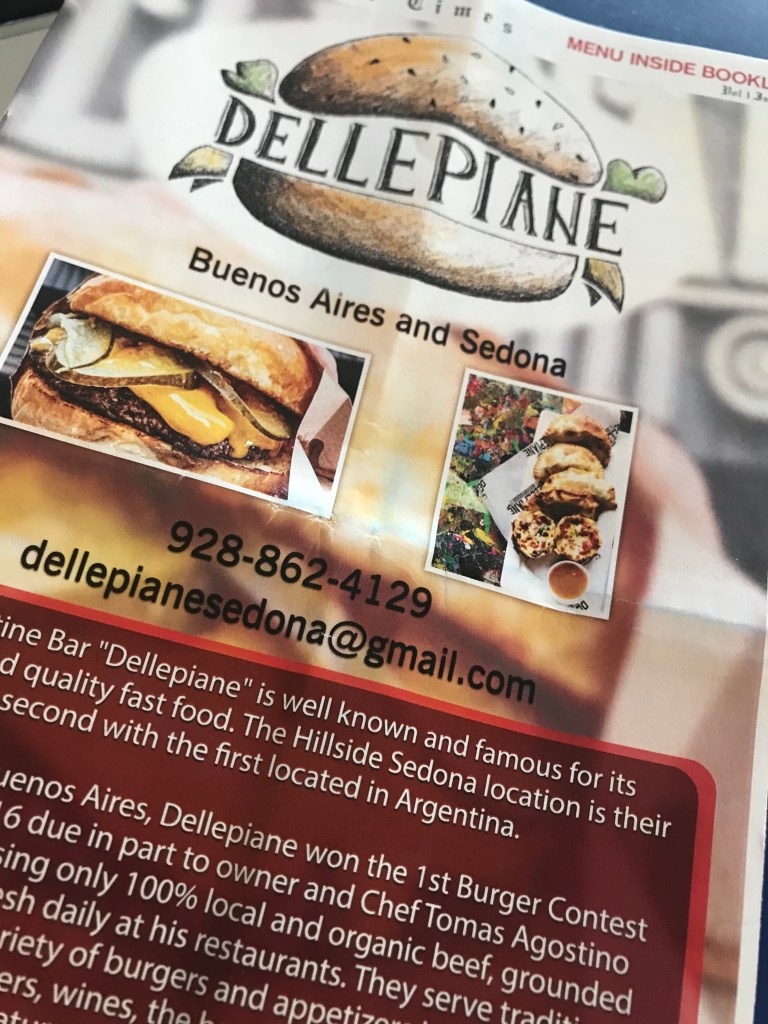 Times
MENU INSIDE BOOKL
Vol 1
DELLEPIANE
Buenos Aires and Sedona
928-862-4129
dellepianesedona@gmail.com
tine Bar "Dellepiane" is well known and famous for its
d quality fast food. The Hillside Sedona location is their
second with the first located in Argentina.
uenos Aires, Dellepiane won the 1st Burger Contest
16 due in part to owner and Chef Tomas Agostino
sing only 100% local and organic beef, grounded
esh daily at his restaurants. They serve traditi
riety of burgers and appetizer
ers, wines, the b